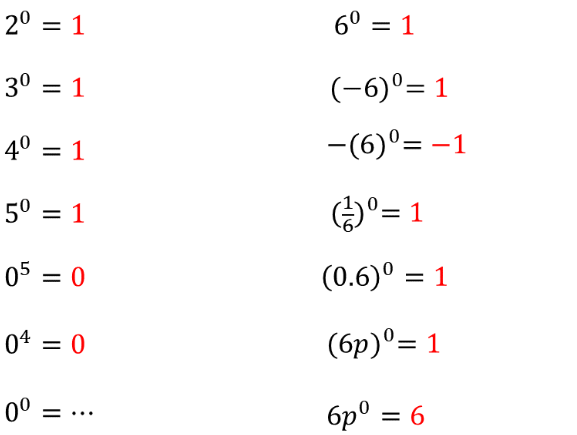 2⁰ = 1
3⁰ = 1
4⁰ = 1
5⁰ = 1
0⁵ = 0
0⁴ = 0
0⁰ = ⋯
6⁰ = 1
(−6)⁰= 1
−(6)⁰= −1
(1/6)⁰= 1
(0.6)⁰ = 1
(6p)⁰= 1
6p⁰ = 6